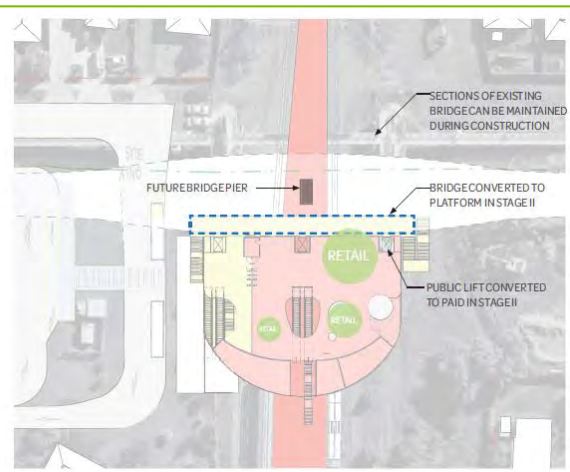 SECTIONS OF EXISTING
BRIDGE CAN BE MAINTAINED
DURING CONSTRUCTION
FUTURE BRIDGE PIER
BRIDGE CONVERTED TO
PLATFORM IN STAGE II
RETAIL
PUBLIC LIFT CONVERTED
TO PAID IN STAGE II
RETAIL
RETAIL